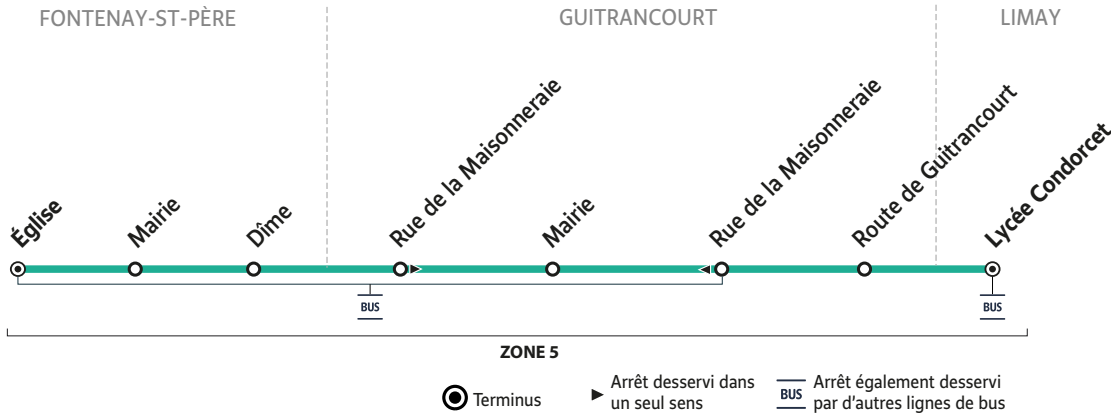 FONTENAY-ST-PÈRE
GUITRANCOURT
LIMAY
Église
Mairie
Dîme
Rue de la Maisonneraie
Mairie
Rue de la Maisonneraie
Route de Guitrancourt
Lycée Condorcet
BUS
BUS
ZONE 5
Terminus
Arrêt desservi dans
un seul sens
BUS
Arrêt également desservi
par d'autres lignes de bus